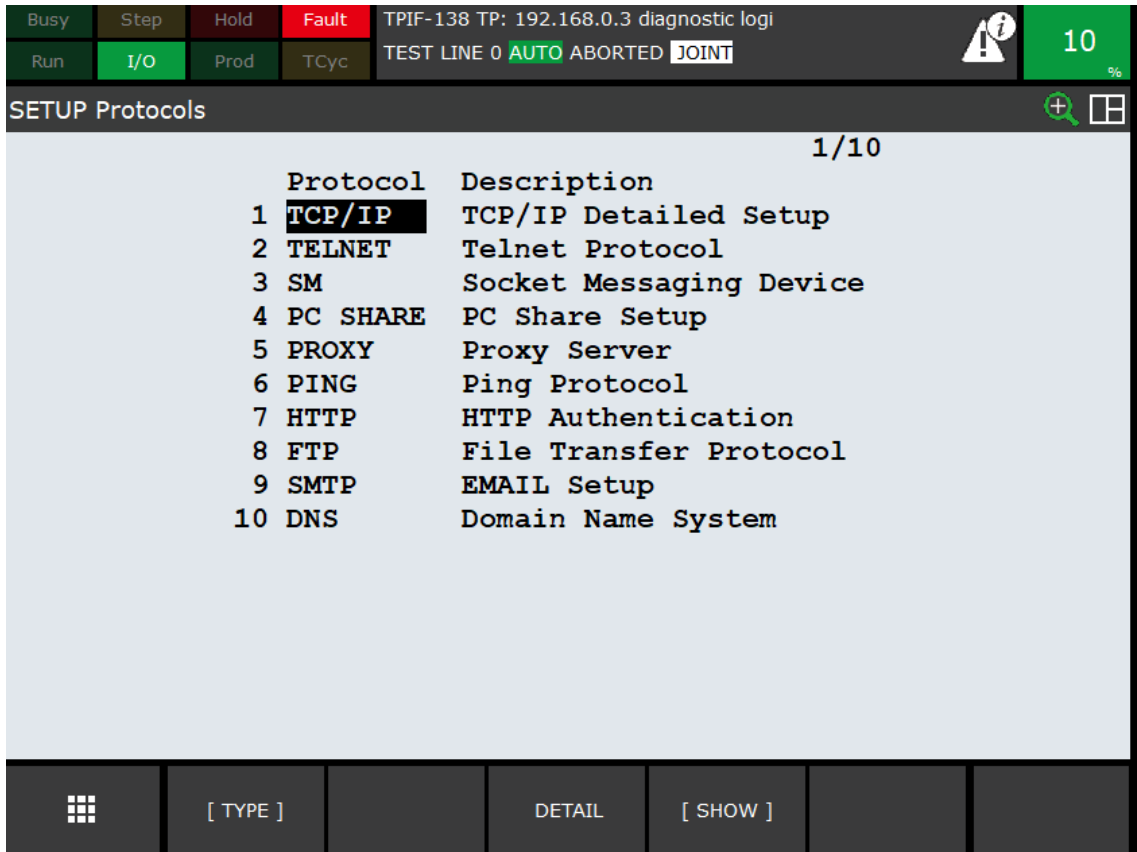 Busy Step Hold Fault TPIF-138 TP: 192.168.0.3 diagnostic logi
Run I/O Prod TCyc TEST LINE 0 AUTO ABORTED JOINT
10
%
SETUP Protocols
1/10
Protocol Description
1 TCP/IP TCP/IP Detailed Setup
2 TELNET Telnet Protocol
3 SM Socket Messaging Device
4 PC SHARE PC Share Setup
5 PROXY Proxy Server
6 PING Ping Protocol
7 HTTP HTTP Authentication
8 FTP File Transfer Protocol
9 SMTP EMAIL Setup
10 DNS Domain Name System
[ TYPE ] DETAIL [ SHOW ]